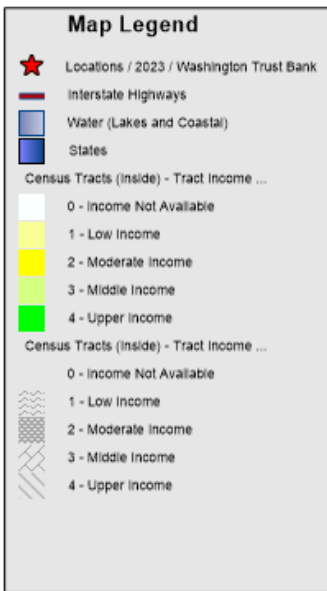 Map Legend
Locations / 2023 / Washington Trust Bank
Interstate Highways
Water (Lakes and Coastal)
States
Census Tracts (Inside) - Tract Income ...
0 - Income Not Available
1 - Low Income
2 - Moderate Income
3 - Middle Income
4 - Upper Income
Census Tracts (Inside) - Tract Income ...
0 - Income Not Available
1 - Low Income
2 - Moderate Income
3 - Middle Income
4 - Upper Income